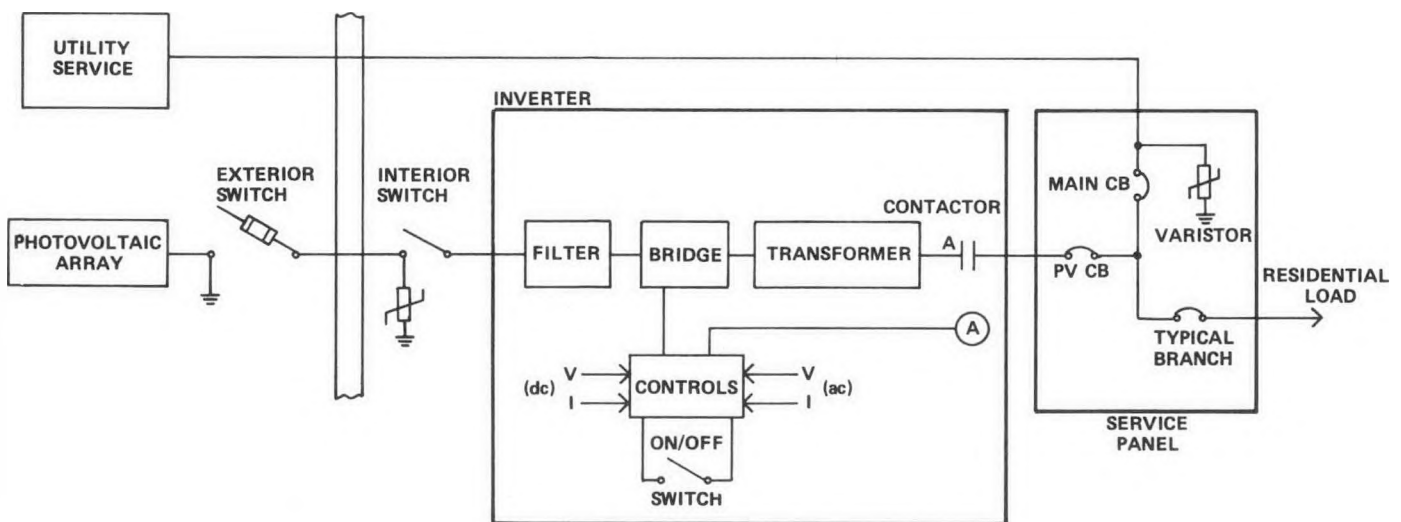 UTILITY
SERVICE
INVERTER
EXTERIOR
SWITCH
INTERIOR
SWITCH
CONTACTOR
MAIN CB
VARISTOR
PHOTOVOLTAIC
ARRAY
FILTER
BRIDGE
TRANSFORMER
A
PV CB
RESIDENTIAL
LOAD
A
TYPICAL
BRANCH
(dc)
V
I
CONTROLS
V
I
(ac)
ON/OFF
SWITCH
SERVICE
PANEL